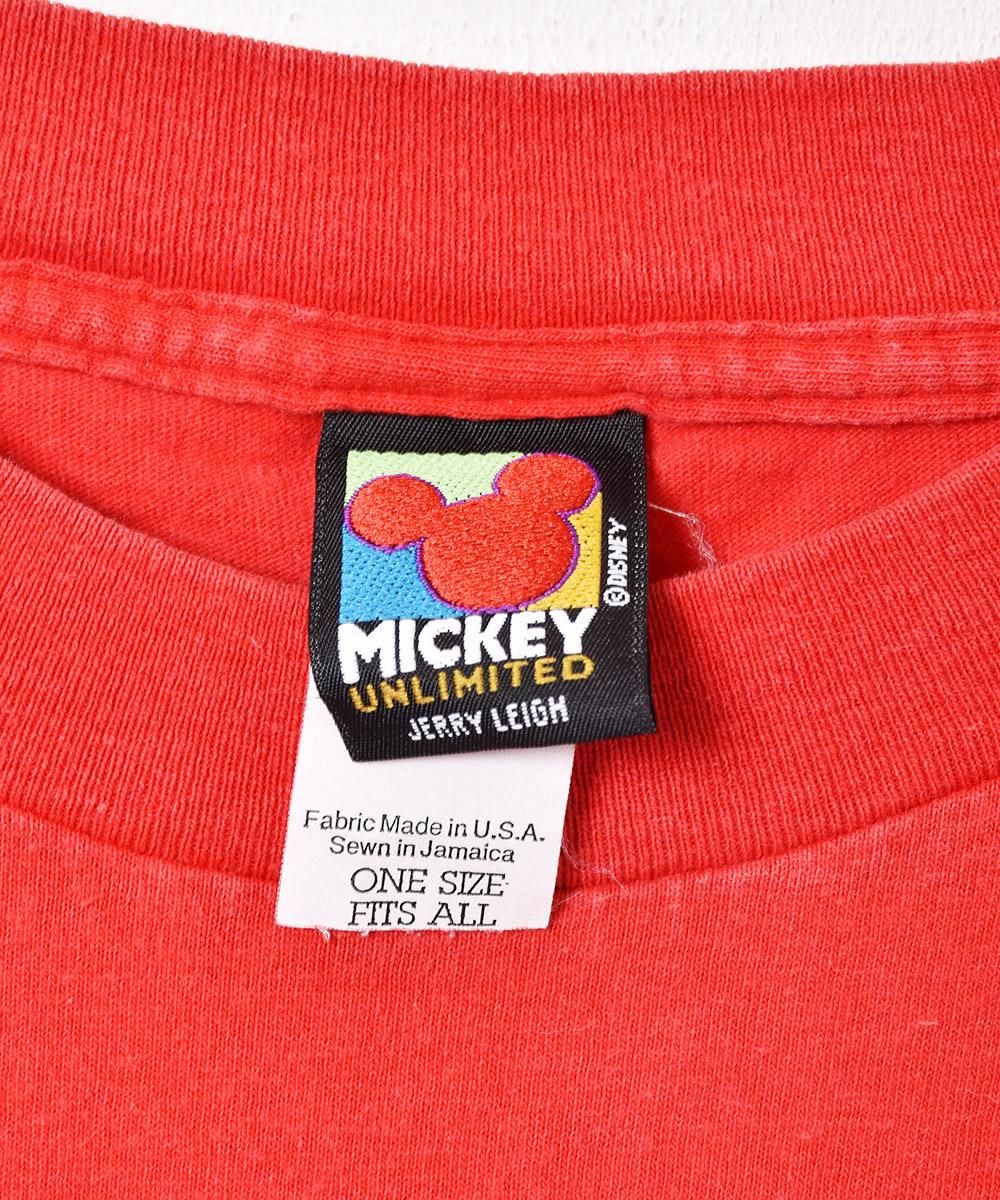 ©DISNEY
MICKEY
UNLIMITED
JERRY LEIGH
Fabric Made in U.S.A.
Sewn in Jamaica
ONE SIZE
FITS ALL